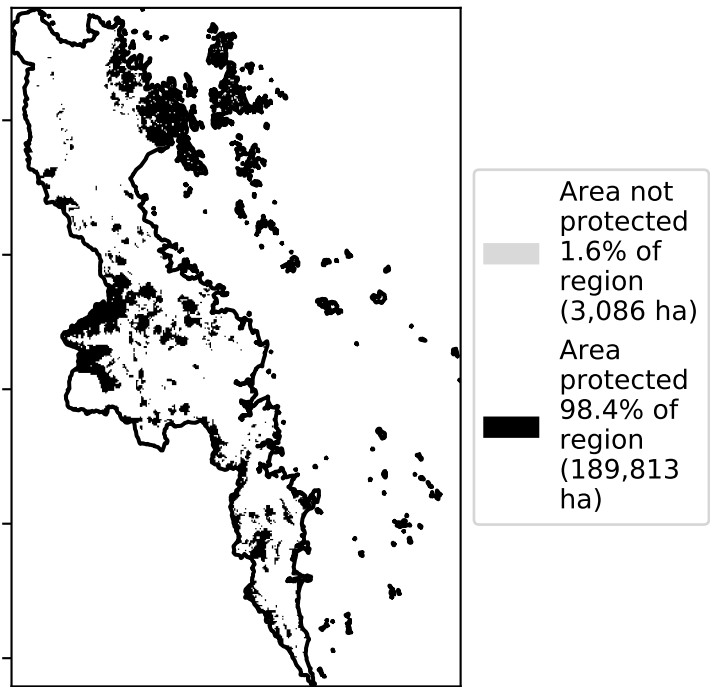 Area not
protected
1.6% of
region
(3,086 ha)
Area
protected
98.4% of
region
(189,813
ha)